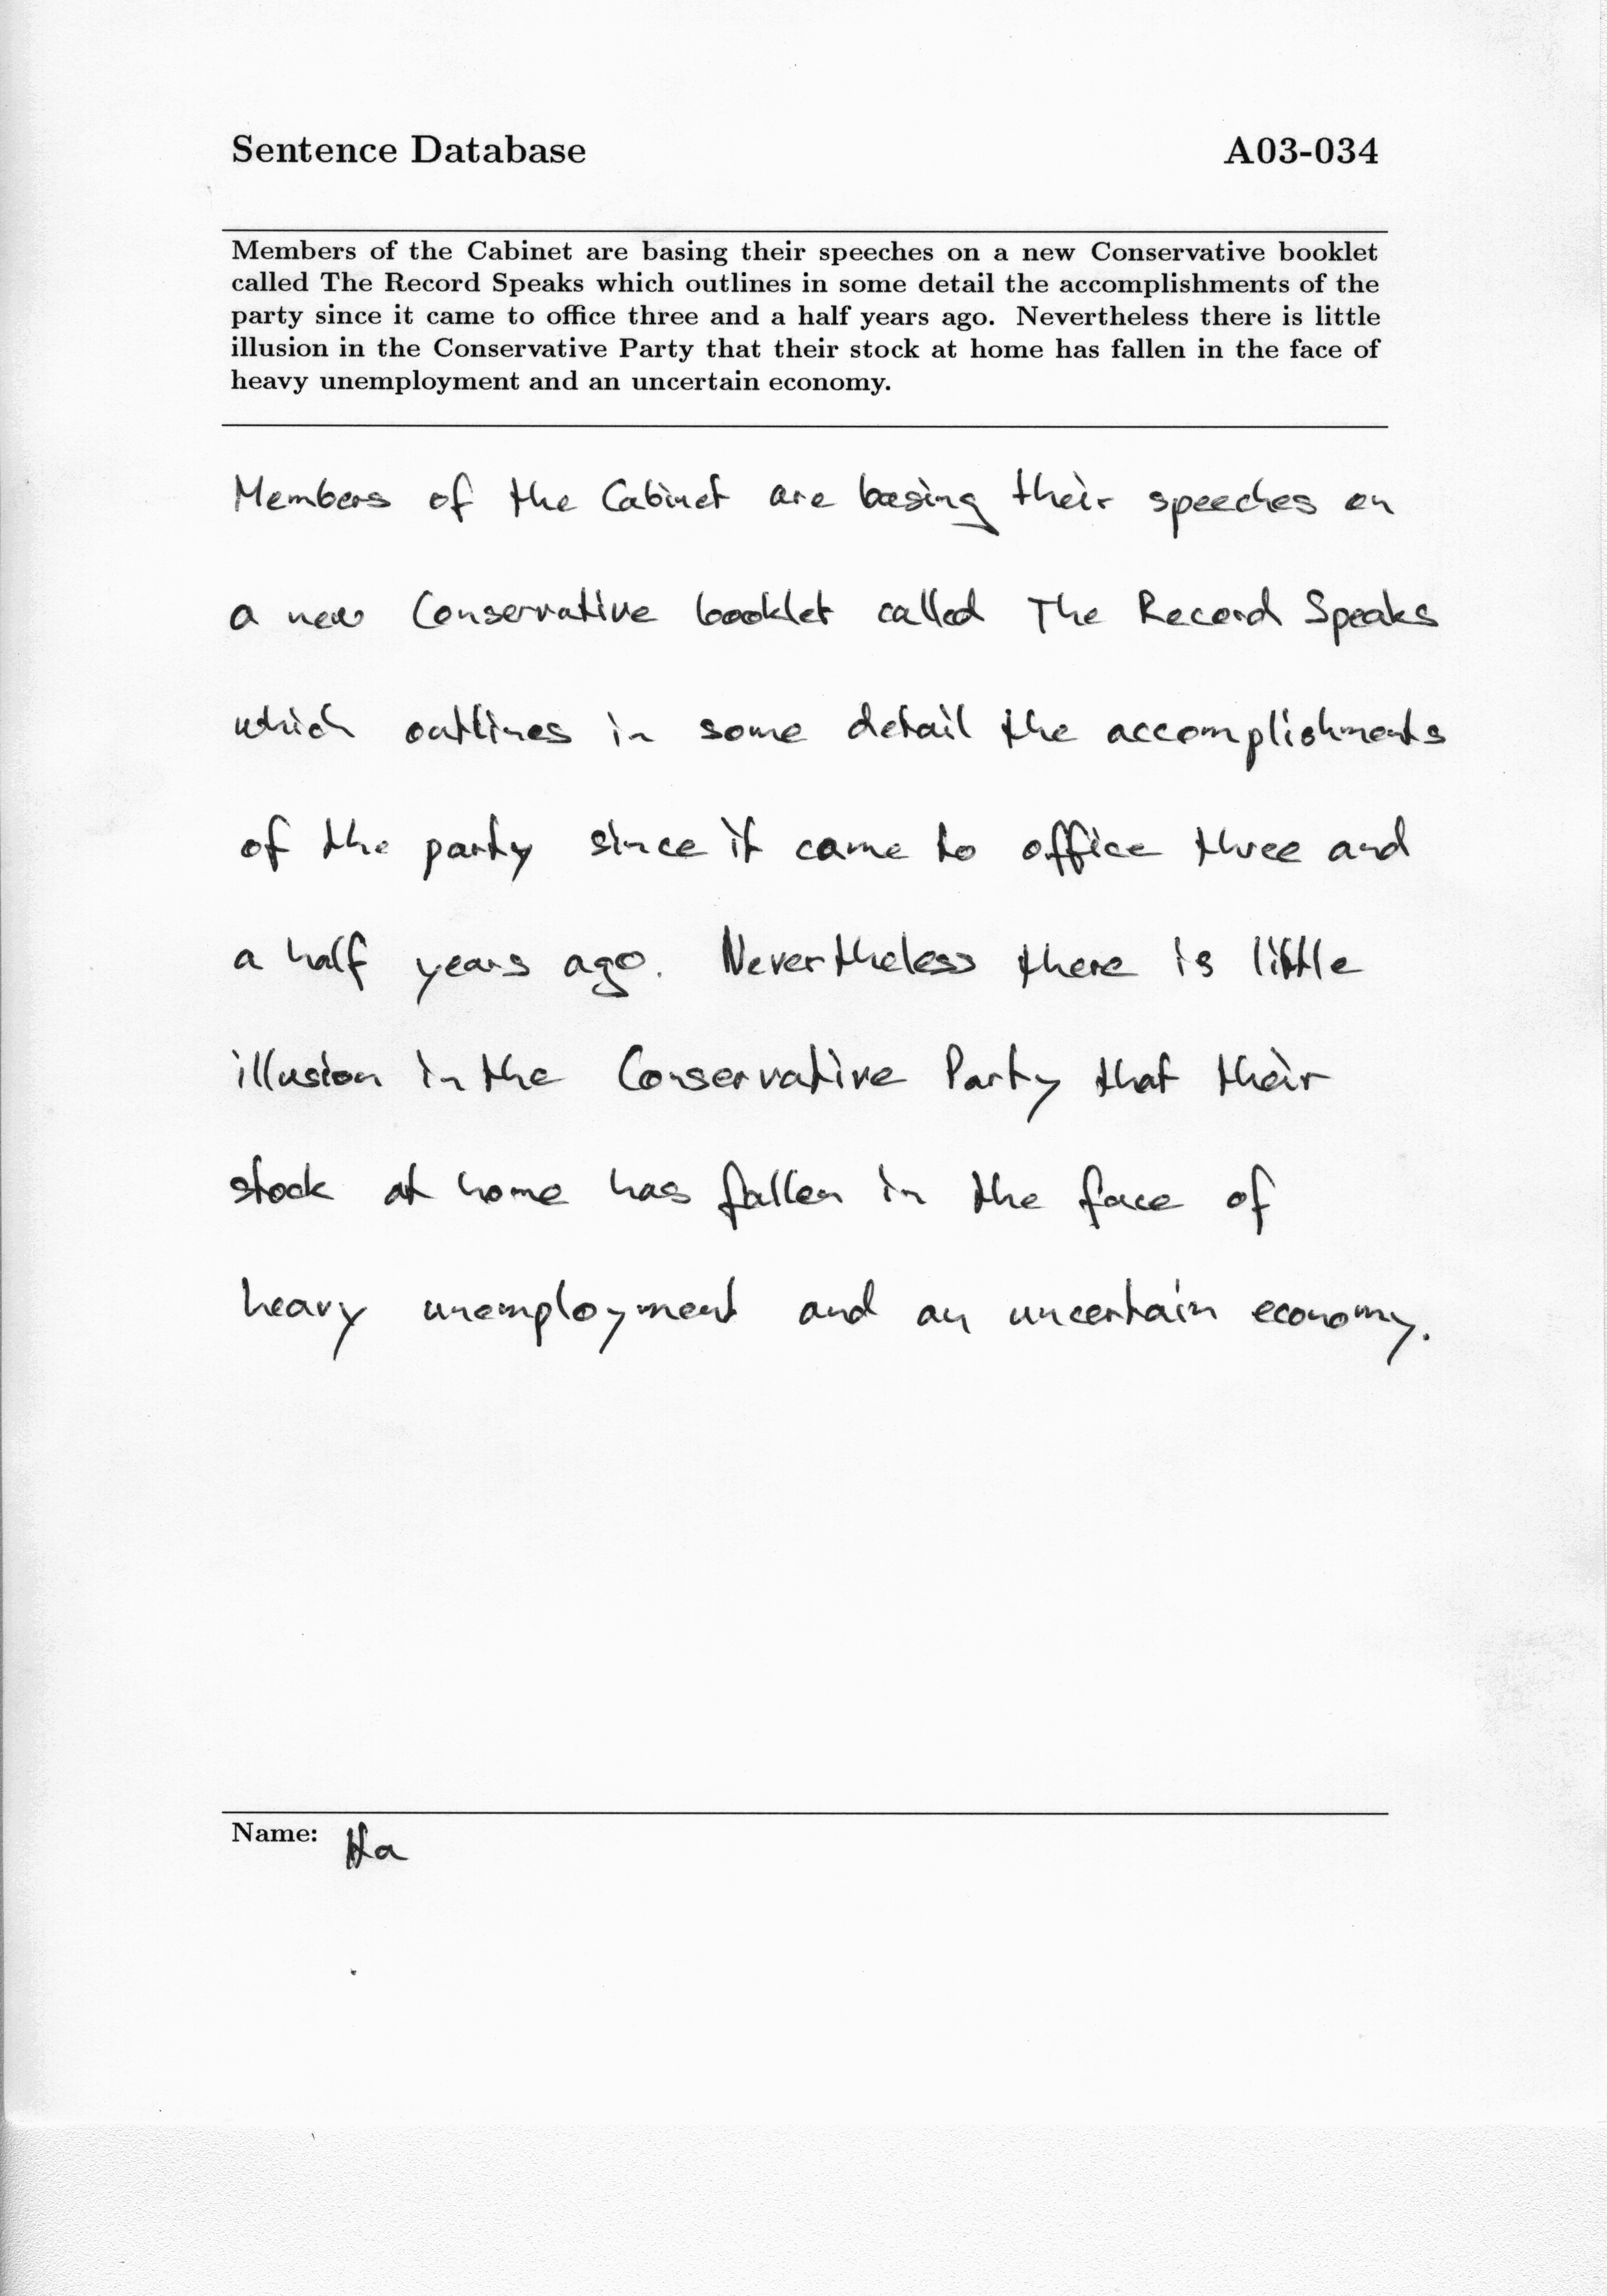 Sentence Database A03-034
Members of the Cabinet are basing their speeches on a new Conservative booklet
called The Record Speaks which outlines in some detail the accomplishments of the
party since it came to office three and a half years ago. Nevertheless there is little
illusion in the Conservative Party that their stock at home has fallen in the face of
heavy unemployment and an uncertain economy.
Members of the Cabinet are basing their speeches on
a new Conservative booklet called The Record Speaks
which outlines in some detail the accomplishments
of the party since it came to office three and
a half years ago. Nevertheless there is little
illusion in the Conservative Party that their
stock at home has fallen in the face of
heavy unemployment and an uncertain economy.
Name: Ha